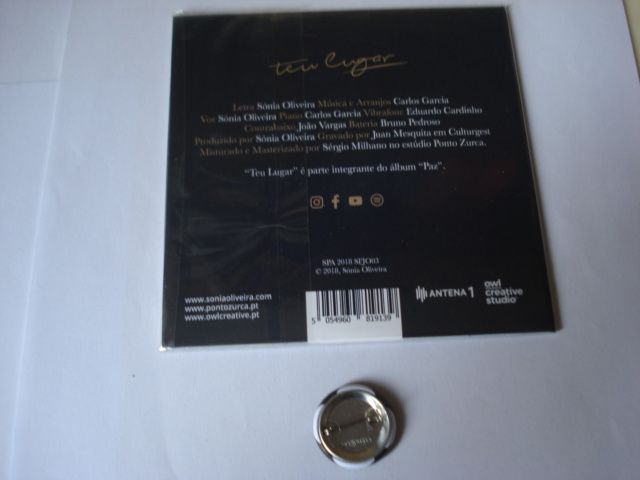 teu lugar
Letra Sónia Oliveira Música e Arranjos Carlos Garcia
Voz Sónia Oliveira Piano Carlos Garcia Vibrafone Eduardo Cardinho
Contrabaixo João Vargas Bateria Bruno Pedroso
Produzido por Sónia Oliveira Gravado por Juan Mesquita em Culturgest
Misturado e Masterizado por Sérgio Milhano no estúdio Ponto Zurca.
“Teu Lugar” é parte integrante do álbum “Paz”.
SPA 2018 SEJO03
© 2018, Sónia Oliveira
www.soniaoliveira.com
www.pontozurca.pt
www.owlcreative.pt
5 054960 819139
ANTENA 1
owl
creative
studio